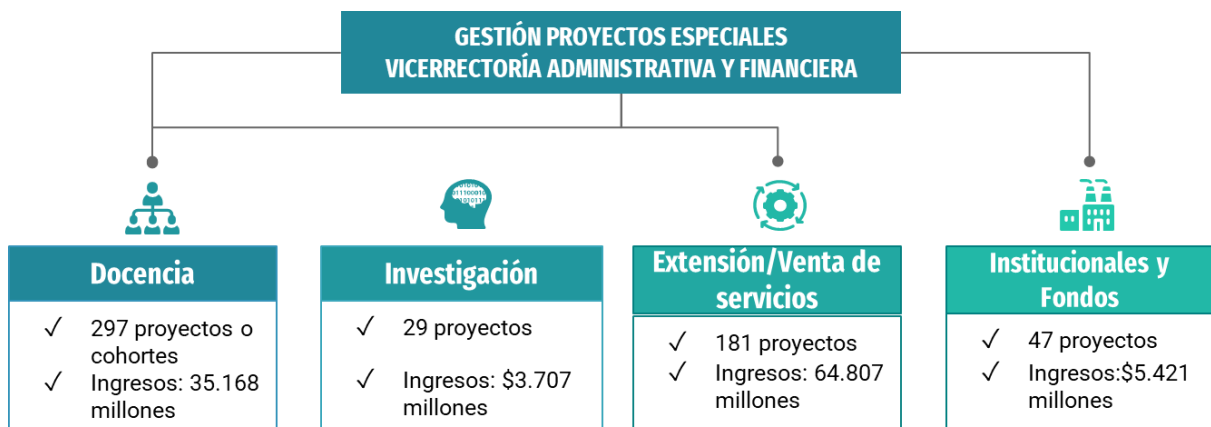 GESTIÓN PROYECTOS ESPECIALES
VICERRECTORÍA ADMINISTRATIVA Y FINANCIERA
Docencia
✓ 297 proyectos o
cohortes
✓ Ingresos: 35.168
millones
Investigación
✓ 29 proyectos
✓ Ingresos: $3.707
millones
Extensión/Venta de
servicios
✓ 181 proyectos
✓ Ingresos: 64.807
millones
Institucionales y
Fondos
✓ 47 proyectos
✓ Ingresos:$5.421
millones